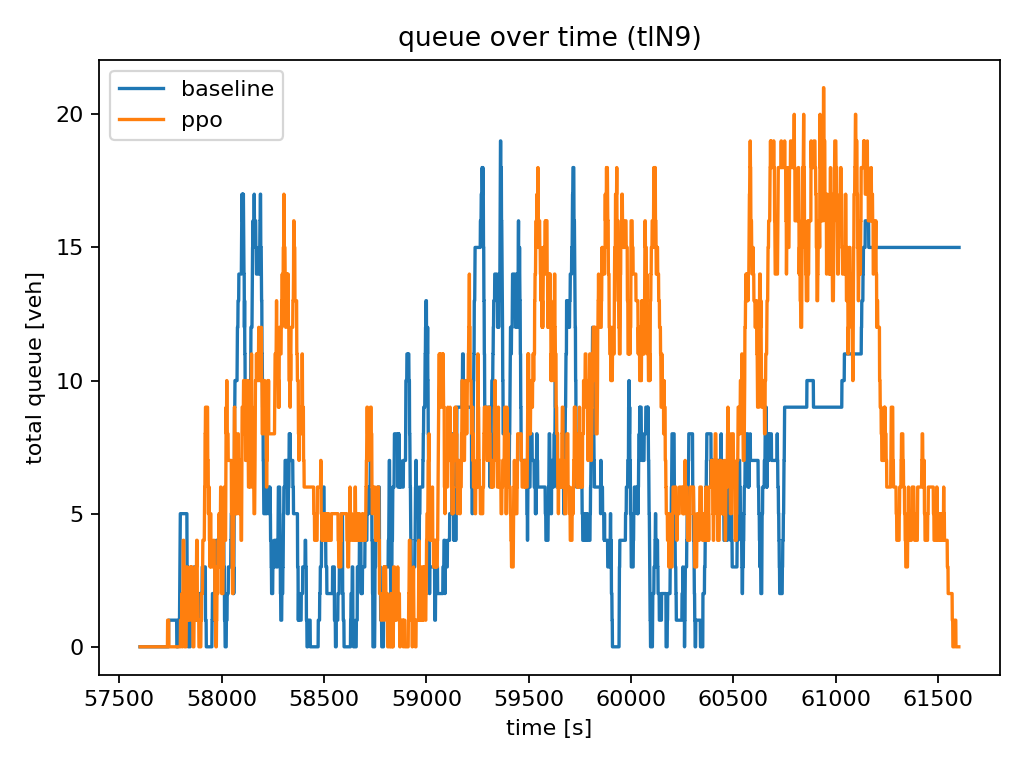 queue over time (tlN9)
baseline
ppo
total queue [veh]
20
15
10
5
0
57500 58000 58500 59000 59500 60000 60500 61000 61500
time [s]